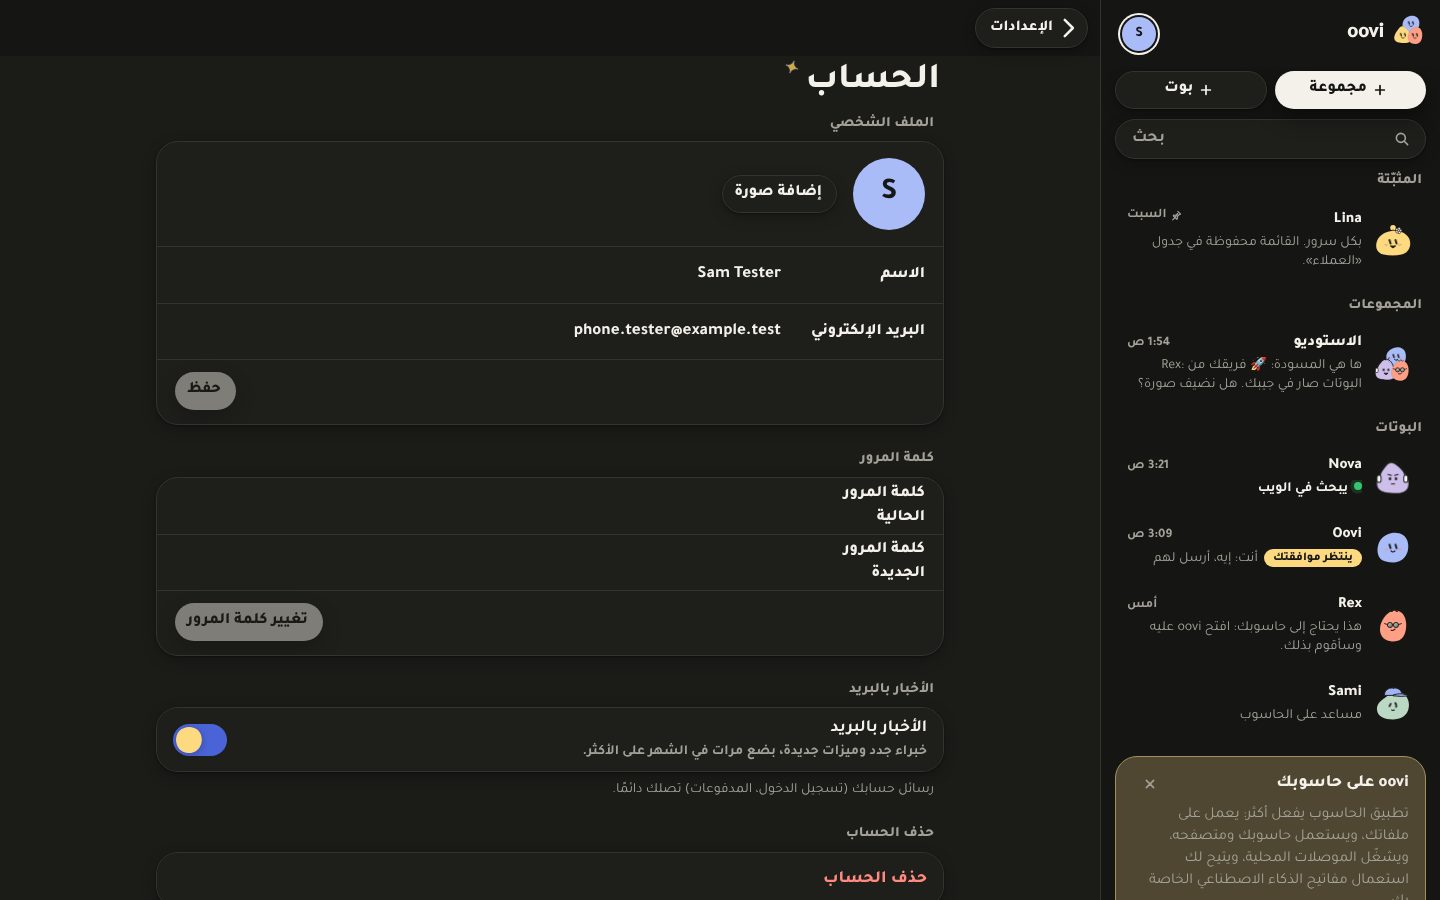 oovi
S
+ مجموعة
+ بوت
بحث
المثبّتة
Lina
السبت
بكل سرور. القائمة محفوظة في جدول
«العملاء».
المجموعات
الاستوديو
1:54 ص
Rex: ها هي المسودة: 🚀 فريقك من
البوتات صار في جيبك. هل نضيف صورة؟
البوتات
Nova
3:21 ص
يبحث في الويب
Oovi
3:09 ص
ينتظر موافقتك
أنت: إيه، أرسل لهم
Rex
أمس
هذا يحتاج إلى حاسوبك: افتح oovi عليه
وسأقوم بذلك.
Sami
مساعد على الحاسوب
oovi على حاسوبك
تطبيق الحاسوب يفعل أكثر: يعمل على
ملفاتك، ويستعمل حاسوبك ومتصفحه،
ويشغّل الموصلات المحلية، ويتيح لك
استعمال مفاتيح الذكاء الاصطناعي الخاصة
الإعدادات
الحساب
الملف الشخصي
S
إضافة صورة
الاسم
Sam Tester
البريد الإلكتروني
phone.tester@example.test
حفظ
كلمة المرور
كلمة المرور
الحالية
كلمة المرور
الجديدة
تغيير كلمة المرور
الأخبار بالبريد
الأخبار بالبريد
خبراء جدد وميزات جديدة، بضع مرات في الشهر على الأكثر.
رسائل حسابك (تسجيل الدخول، المدفوعات) تصلك دائمًا.
حذف الحساب
حذف الحساب